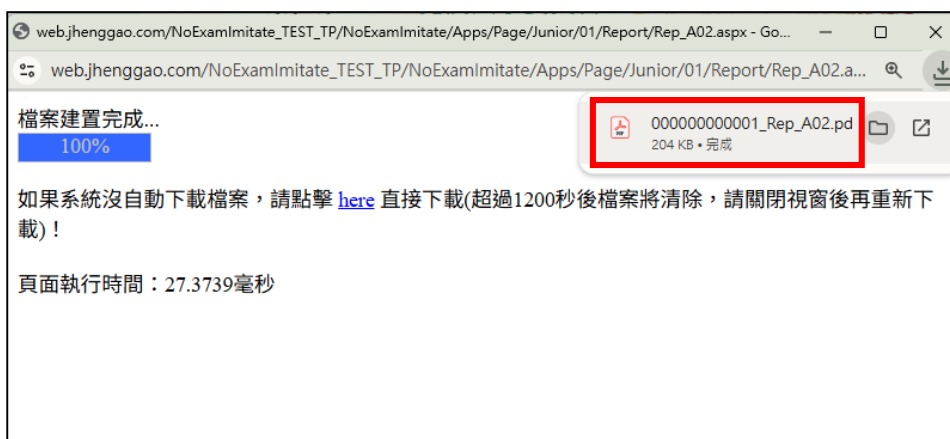 web.jhenggao.com/NoExamImitate_TEST_TP/NoExamImitate/Apps/Page/Junior/01/Report/Rep_A02.aspx - Go...
web.jhenggao.com/NoExamImitate_TEST_TP/NoExamImitate/Apps/Page/Junior/01/Report/Rep_A02.a...
檔案建置完成...
100%
000000000001_Rep_A02.pd
204 KB • 完成
如果系統沒自動下載檔案，請點擊 here 直接下載(超過1200秒後檔案將清除，請關閉視窗後再重新下
載)！
頁面執行時間：27.3739毫秒